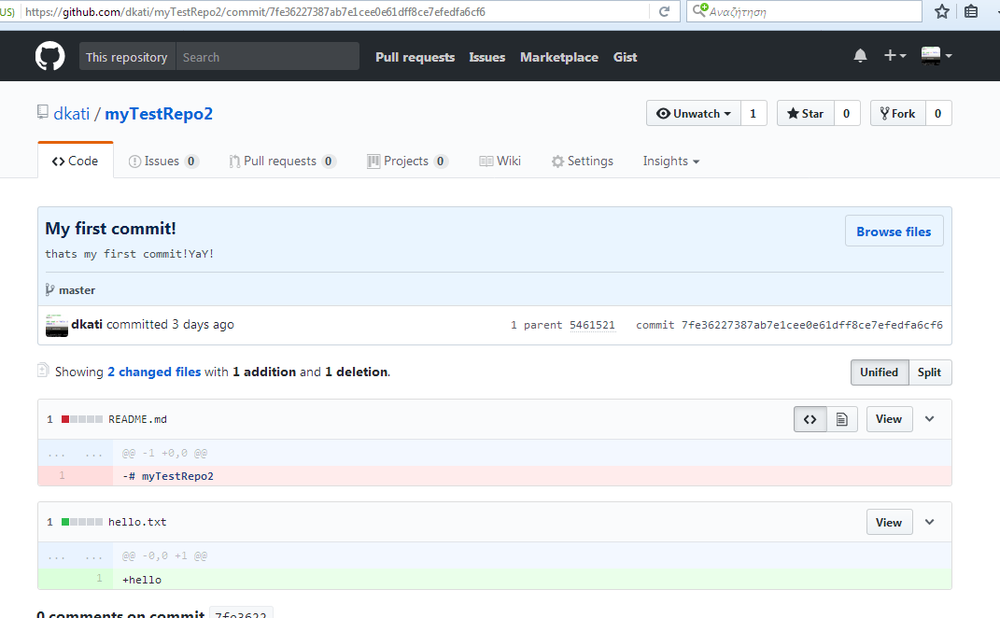 US) https://github.com/dkati/myTestRepo2/commit/7fe36227387ab7e1cee0e61dff8ce7efedfa6cf6 Αναζήτηση
This repository Search Pull requests Issues Marketplace Gist
dkati / myTestRepo2 Unwatch 1 Star 0 Fork 0
Code Issues 0 Pull requests 0 Projects 0 Wiki Settings Insights
My first commit! Browse files
thats my first commit!YaY!
master
dkati committed 3 days ago 1 parent 5461521 commit 7fe36227387ab7e1cee0e61dff8ce7efedfa6cf6
Showing 2 changed files with 1 addition and 1 deletion. Unified Split
1 README.md View
... ... @@ -1 +0,0 @@
1 -# myTestRepo2
1 hello.txt View
... ... @@ -0,0 +1 @@
1 +hello
0 comments on commit 7fe3622